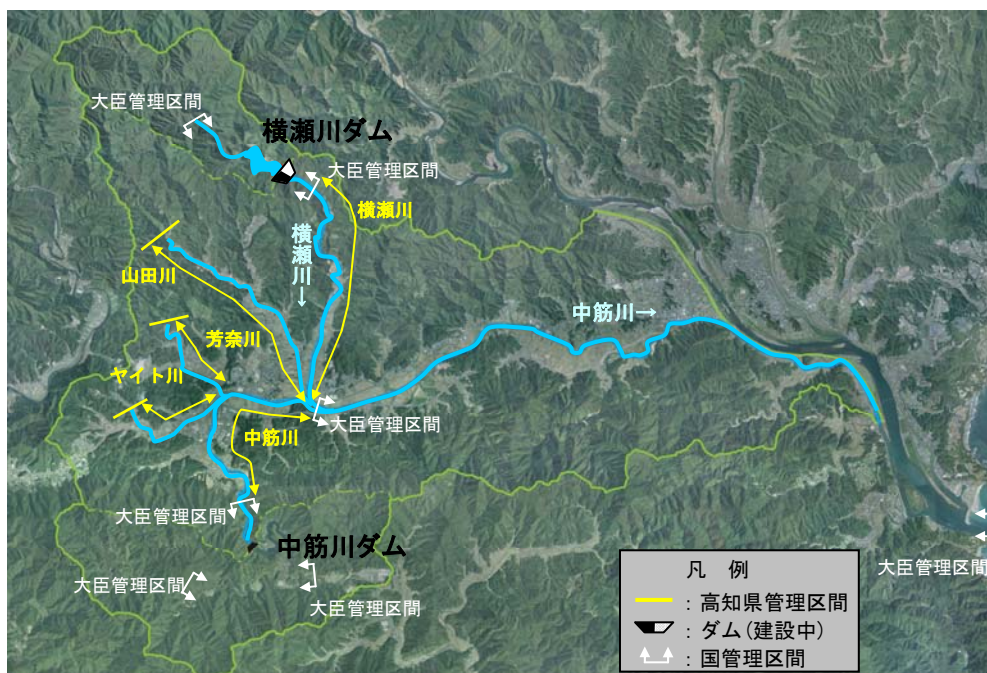 大臣管理区間
横瀬川ダム
大臣管理区間
横瀬川
横瀬川→
山田川
中筋川→
芳奈川
ヤイト川
大臣管理区間
中筋川
大臣管理区間
中筋川ダム
大臣管理区間
大臣管理区間
大臣管理区間
凡 例
：高知県管理区間
：ダム(建設中)
：国管理区間